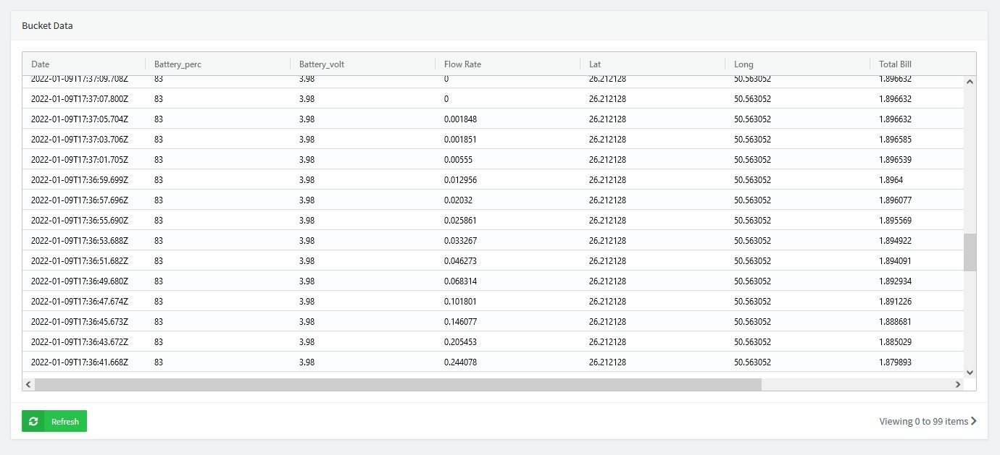 Bucket Data
Date Battery_perc Battery_volt Flow Rate Lat Long Total Bill
2022-01-09T17:37:09.708Z 83 3.98 0 26.212128 50.563052 1.896632
2022-01-09T17:37:07.800Z 83 3.98 0 26.212128 50.563052 1.896632
2022-01-09T17:37:05.704Z 83 3.98 0.001848 26.212128 50.563052 1.896632
2022-01-09T17:37:03.706Z 83 3.98 0.001851 26.212128 50.563052 1.896585
2022-01-09T17:37:01.705Z 83 3.98 0.00555 26.212128 50.563052 1.896539
2022-01-09T17:36:59.699Z 83 3.98 0.012956 26.212128 50.563052 1.8964
2022-01-09T17:36:57.696Z 83 3.98 0.02032 26.212128 50.563052 1.896077
2022-01-09T17:36:55.690Z 83 3.98 0.025861 26.212128 50.563052 1.895569
2022-01-09T17:36:53.688Z 83 3.98 0.033267 26.212128 50.563052 1.894922
2022-01-09T17:36:51.682Z 83 3.98 0.046273 26.212128 50.563052 1.894091
2022-01-09T17:36:49.680Z 83 3.98 0.068314 26.212128 50.563052 1.892934
2022-01-09T17:36:47.674Z 83 3.98 0.101801 26.212128 50.563052 1.891226
2022-01-09T17:36:45.673Z 83 3.98 0.146077 26.212128 50.563052 1.888681
2022-01-09T17:36:43.672Z 83 3.98 0.205453 26.212128 50.563052 1.885029
2022-01-09T17:36:41.668Z 83 3.98 0.244078 26.212128 50.563052 1.879893
Refresh Viewing 0 to 99 items